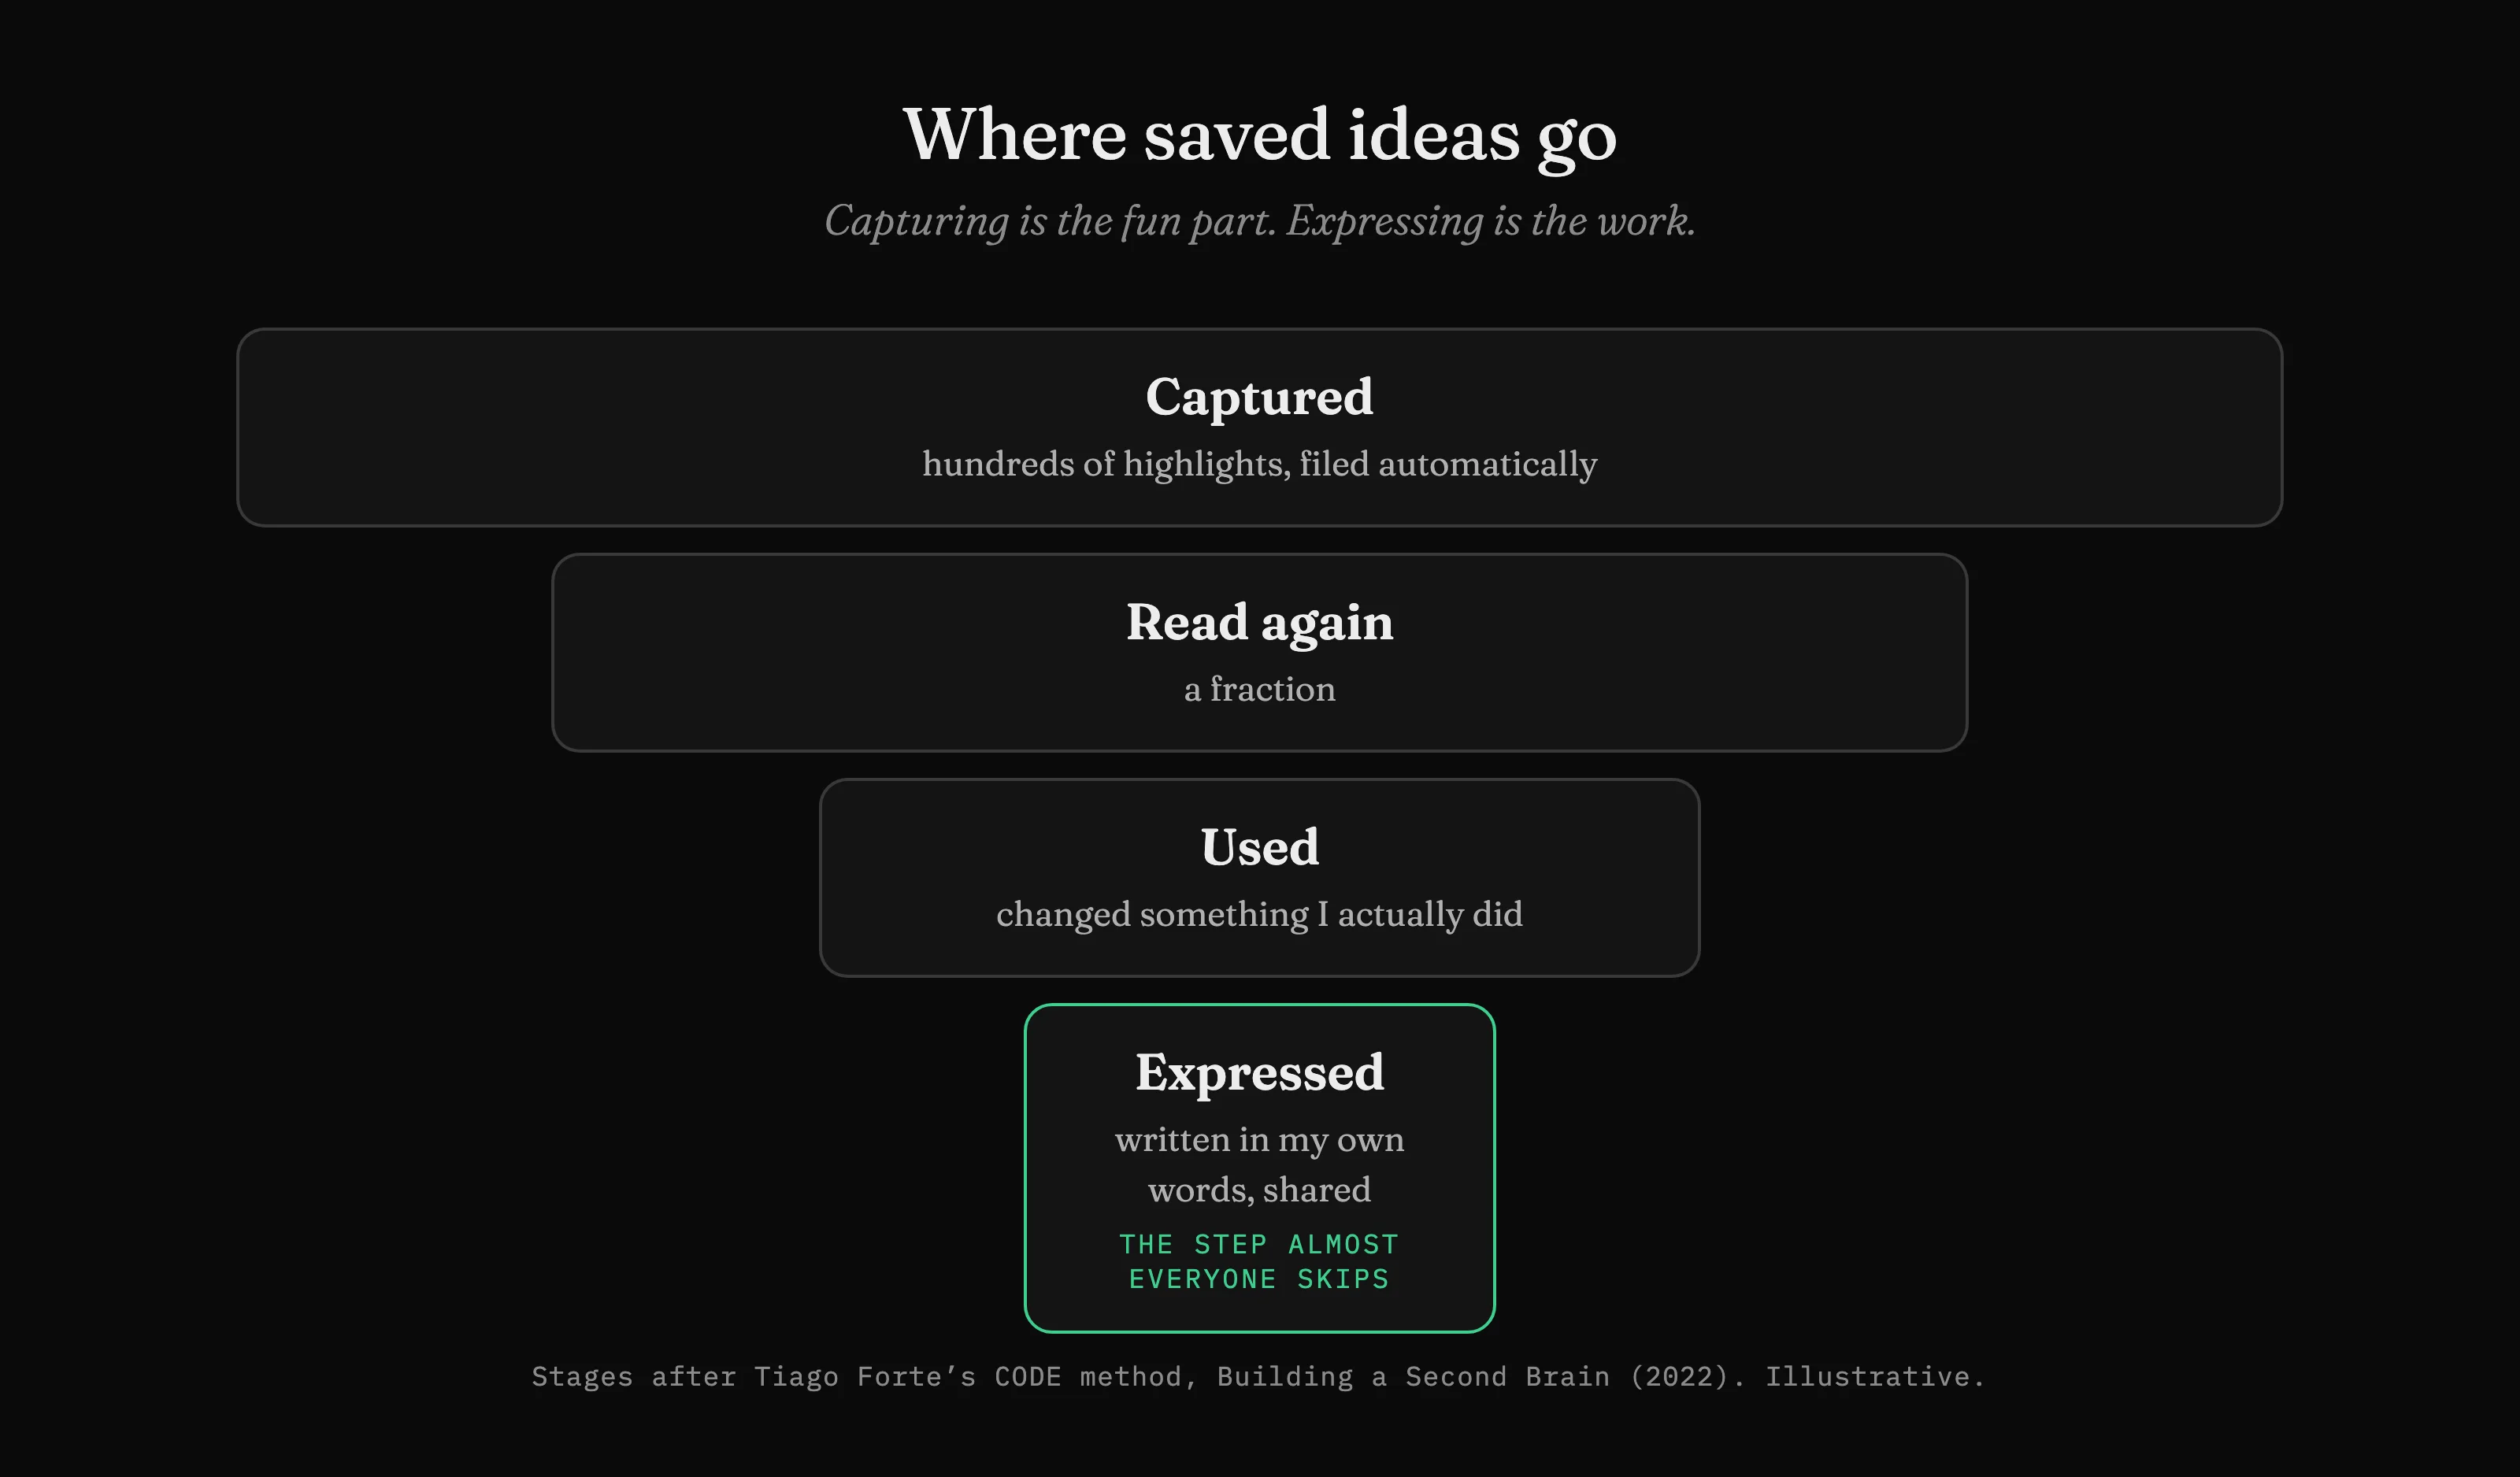 Where saved ideas go
Capturing is the fun part. Expressing is the work.
Captured
hundreds of highlights, filed automatically
Read again
a fraction
Used
changed something I actually did
Expressed
written in my own
words, shared
THE STEP ALMOST
EVERYONE SKIPS
Stages after Tiago Forte’s CODE method, Building a Second Brain (2022). Illustrative.